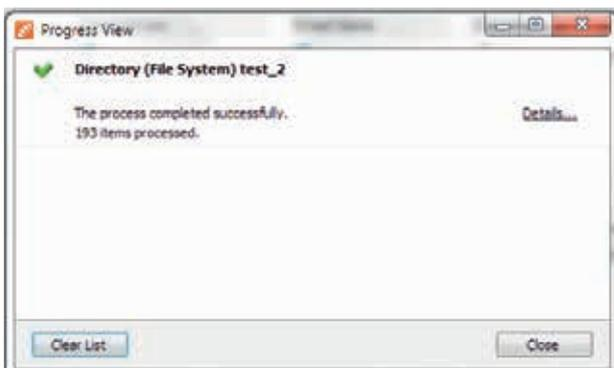 Progress View
Directory (File System) test_2
The process completed successfully.
Details...
193 items processed.
Clear List
Close